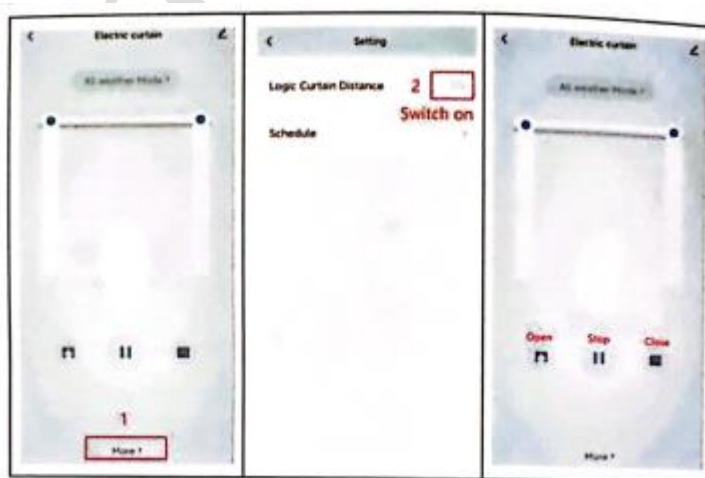 Electric curtain
All weather Mode
1
More
Setting
Logic Curtain Distance 2
Switch on
Schedule
Electric curtain
All weather Mode
Open Stop Close
More